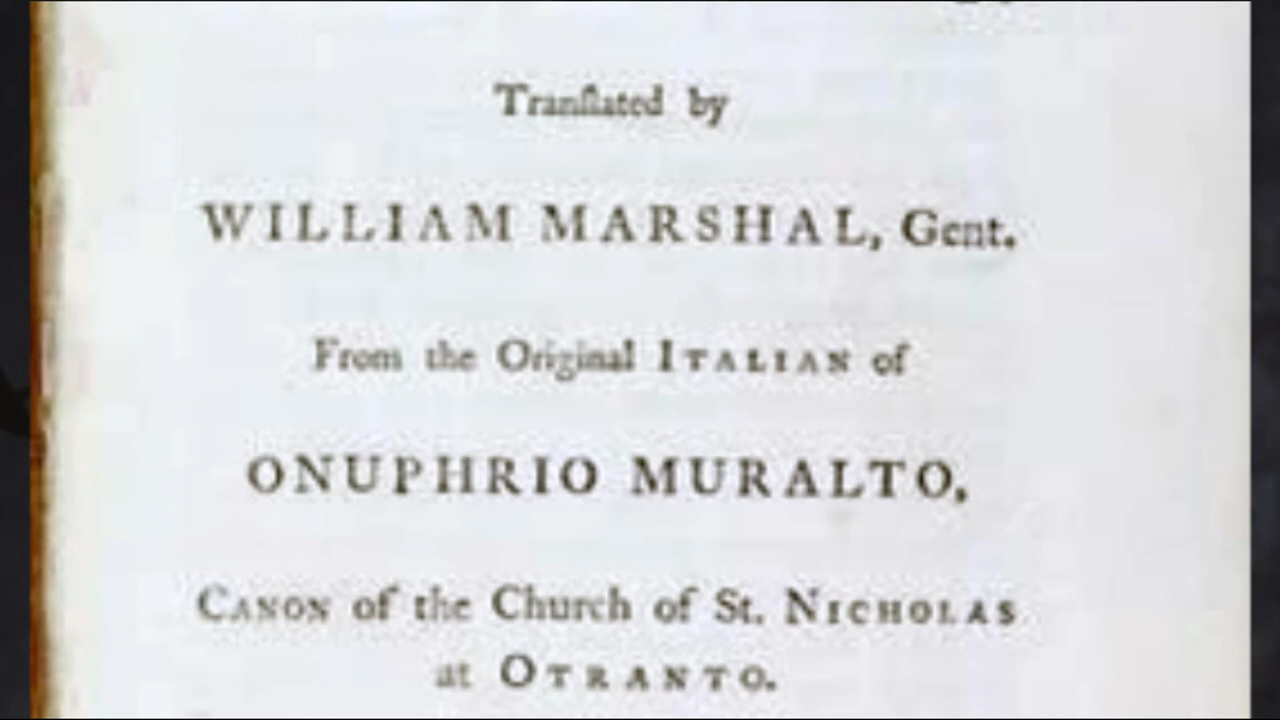 Tranſlated by
WILLIAM MARSHAL, Gent.
From the Original ITALIAN of
ONUPHRIO MURALTO,
CANON of the Church of St. NICHOLAS
at OTRANTO.